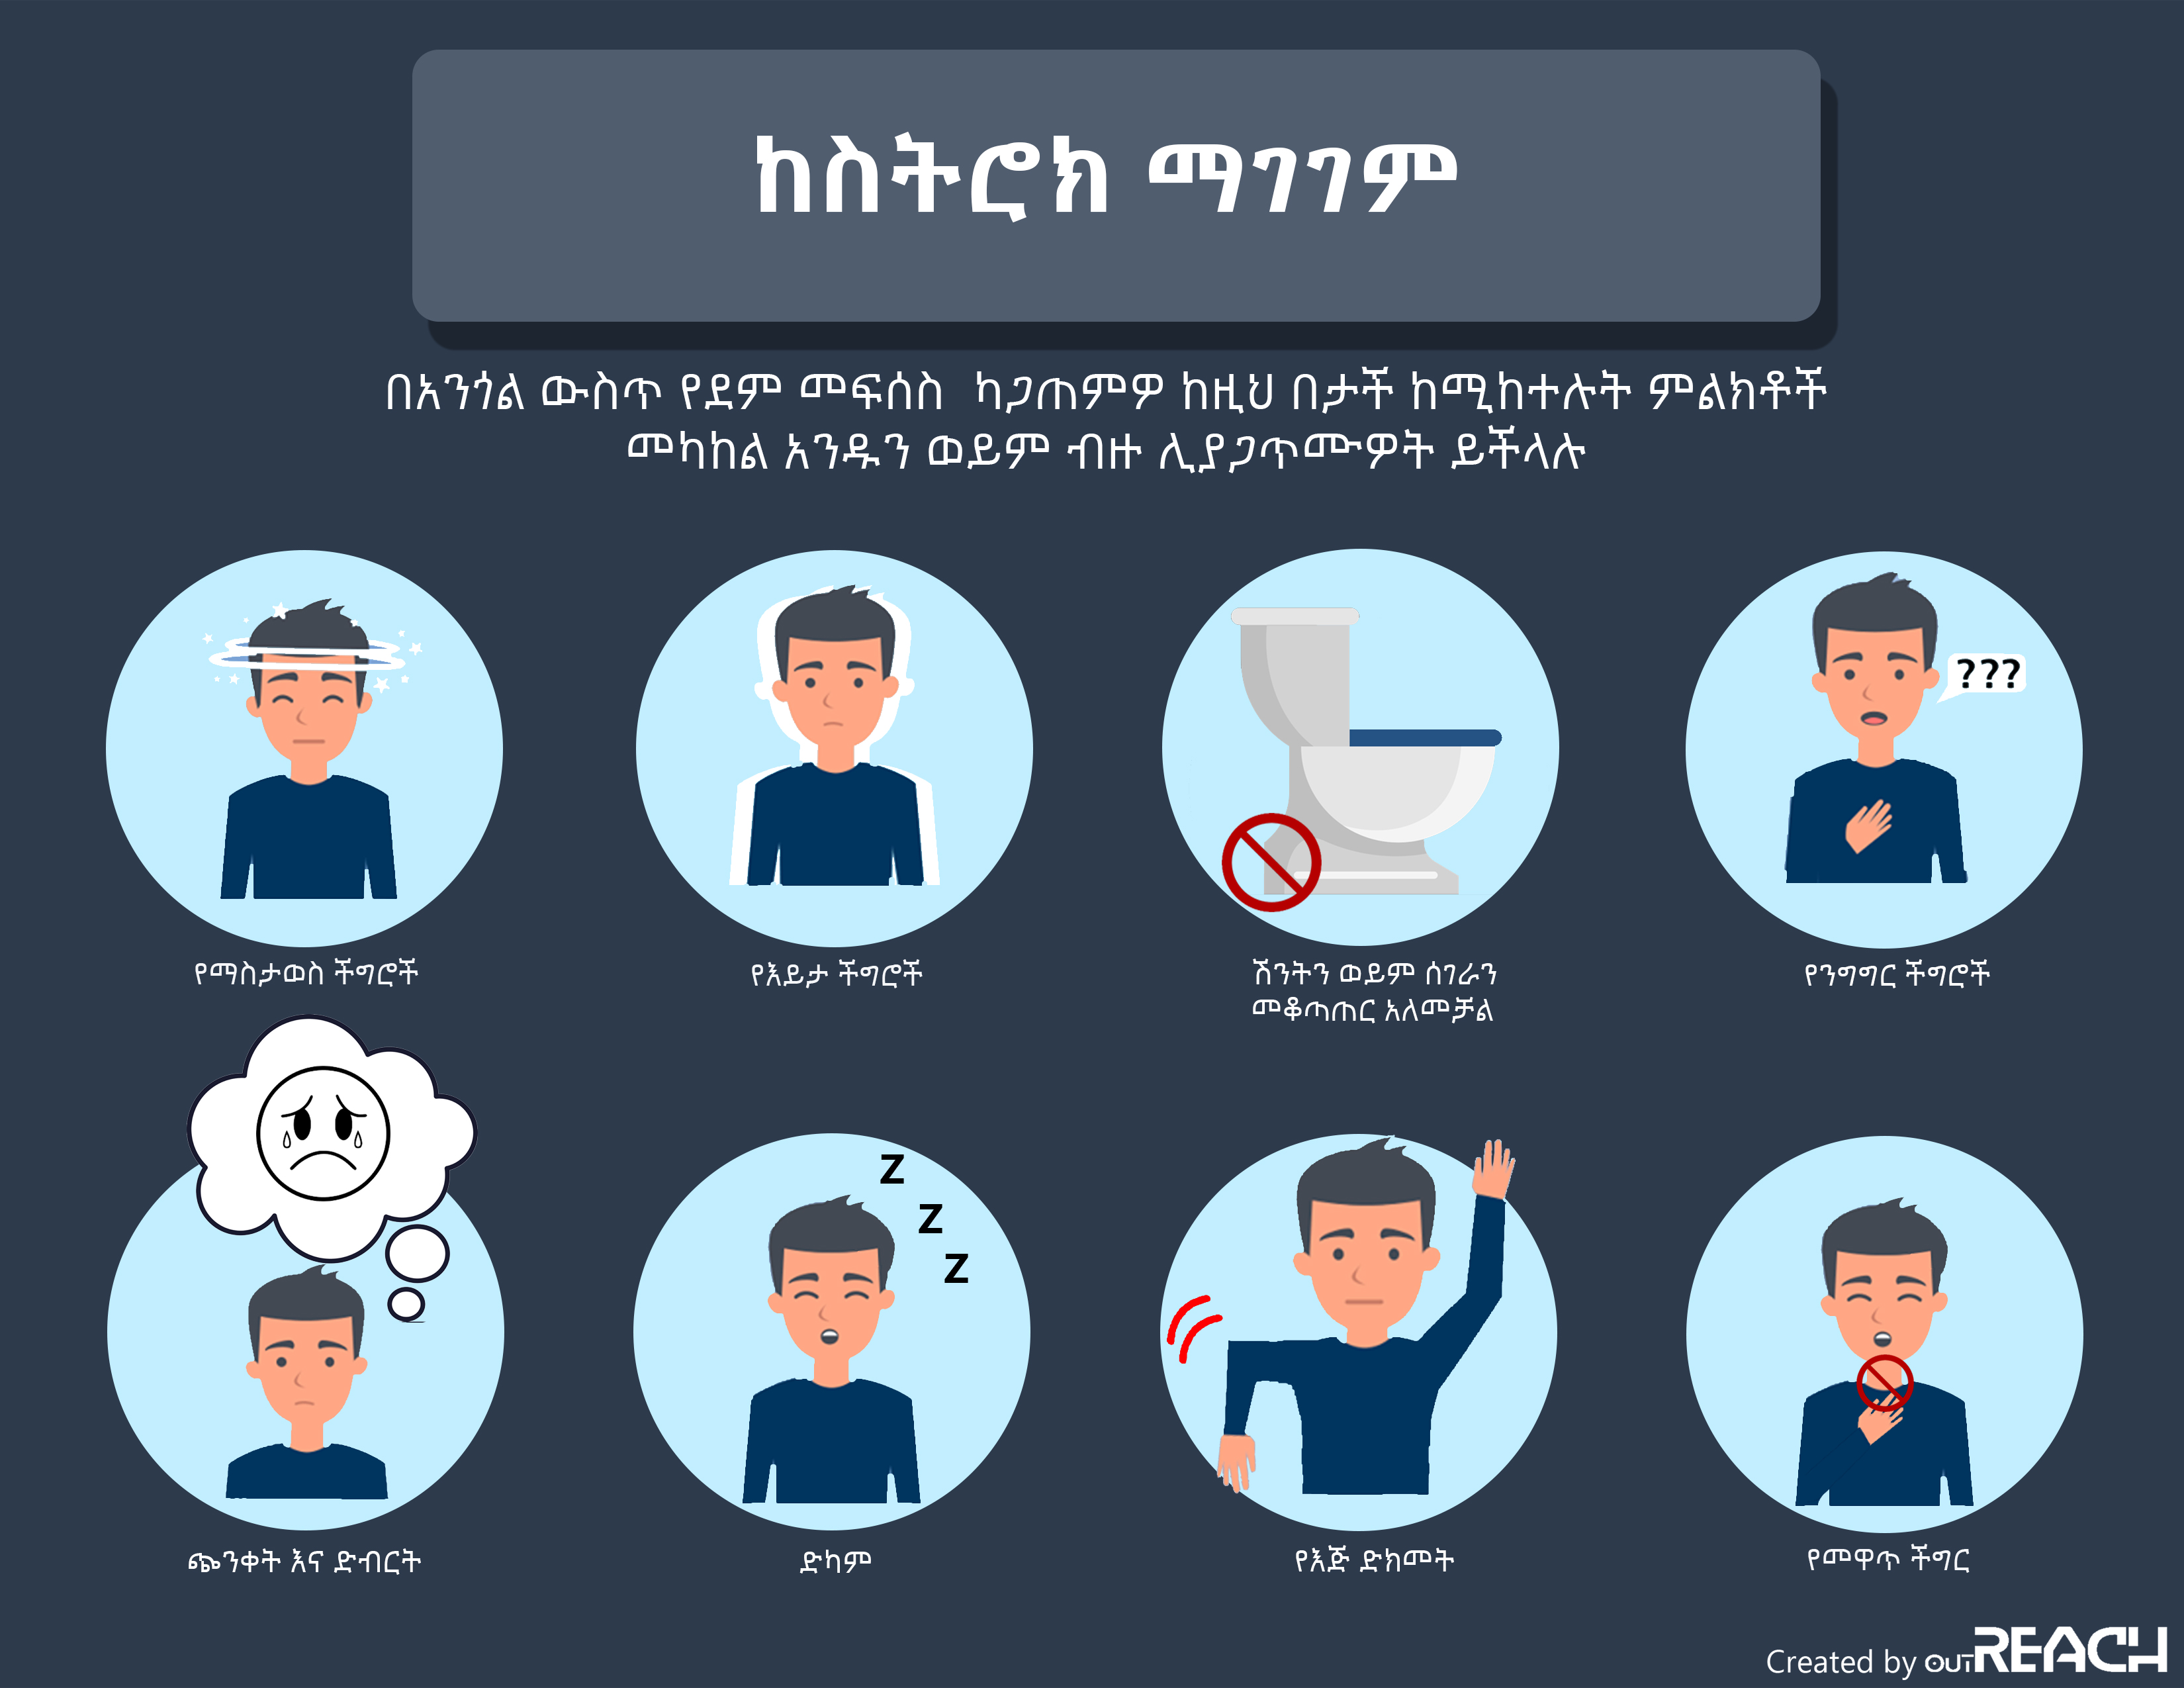 ከስትሮክ ማገገም
በአንጎል ውስጥ የደም መፍሰስ ካጋጠምዎ ከዚህ በታች ከሚከተሉት ምልክቶች
መካከል አንዱን ወይም ብዙ ሊያጋጥሙዎት ይችላሉ
???
የማስታወስ ችግሮች
የእይታ ችግሮች
ሽንትን ወይም ሰገራን
መቆጣጠር አለመቻል
የንግግር ችግሮች
Z
Z
Z
ጭንቀት እና ድብርት
ድካም
የእጅ ድክመት
የመዋጥ ችግር
Created by OUTREACH